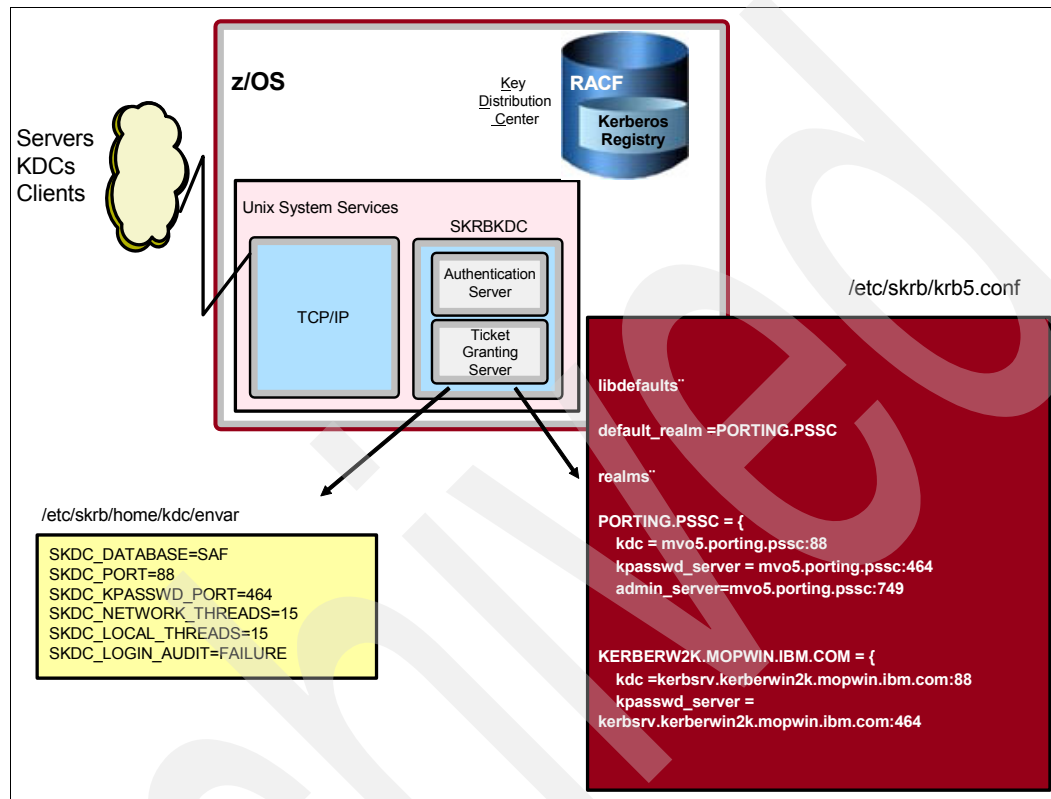 z/OS
Key
Distribution
Center
RACF
Kerberos
Registry
Servers
KDCs
Clients
Unix System Services
SKRBKDC
TCP/IP
Authentication
Server
Ticket
Granting
Server
/etc/skrb/krb5.conf
libdefaults¨
default_realm =PORTING.PSSC
realms¨
PORTING.PSSC = {
kdc = mvo5.porting.pssc:88
kpasswd_server = mvo5.porting.pssc:464
admin_server=mvo5.porting.pssc:749
KERBERW2K.MOPWIN.IBM.COM = {
kdc =kerbsrv.kerberwin2k.mopwin.ibm.com:88
kpasswd_server =
kerbsrv.kerberwin2k.mopwin.ibm.com:464
/etc/skrb/home/kdc/envar
SKDC_DATABASE=SAF
SKDC_PORT=88
SKDC_KPASSWD_PORT=464
SKDC_NETWORK_THREADS=15
SKDC_LOCAL_THREADS=15
SKDC_LOGIN_AUDIT=FAILURE